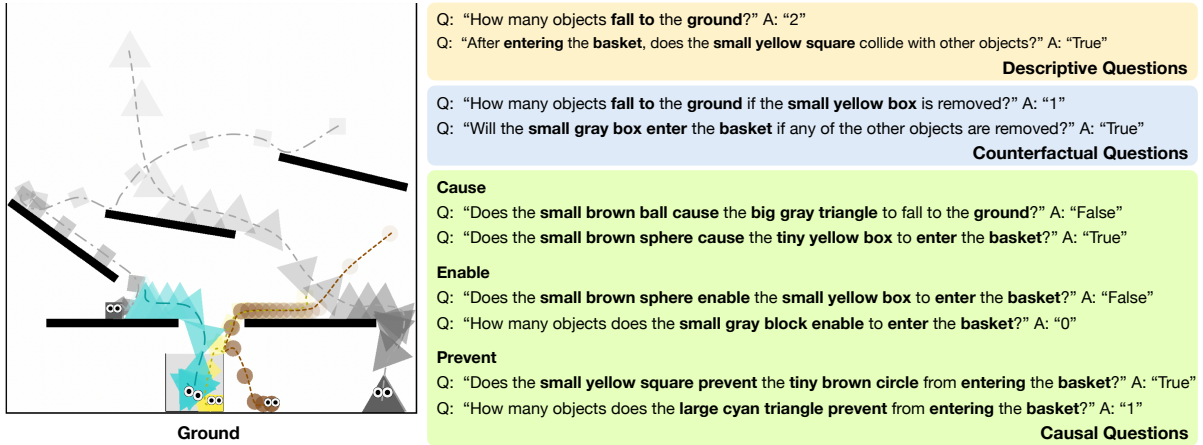 Q: “How many objects fall to the ground?” A: “2”
Q: “After entering the basket, does the small yellow square collide with other objects?” A: “True”
Descriptive Questions
Q: “How many objects fall to the ground if the small yellow box is removed?” A: “1”
Q: “Will the small gray box enter the basket if any of the other objects are removed?” A: “True”
Counterfactual Questions
Cause
Q: “Does the small brown ball cause the big gray triangle to fall to the ground?” A: “False”
Q: “Does the small brown sphere cause the tiny yellow box to enter the basket?” A: “True”
Enable
Q: “Does the small brown sphere enable the small yellow box to enter the basket?” A: “False”
Q: “How many objects does the small gray block enable to enter the basket?” A: “0”
Prevent
Q: “Does the small yellow square prevent the tiny brown circle from entering the basket?” A: “True”
Q: “How many objects does the large cyan triangle prevent from entering the basket?” A: “1”
Causal Questions
Ground